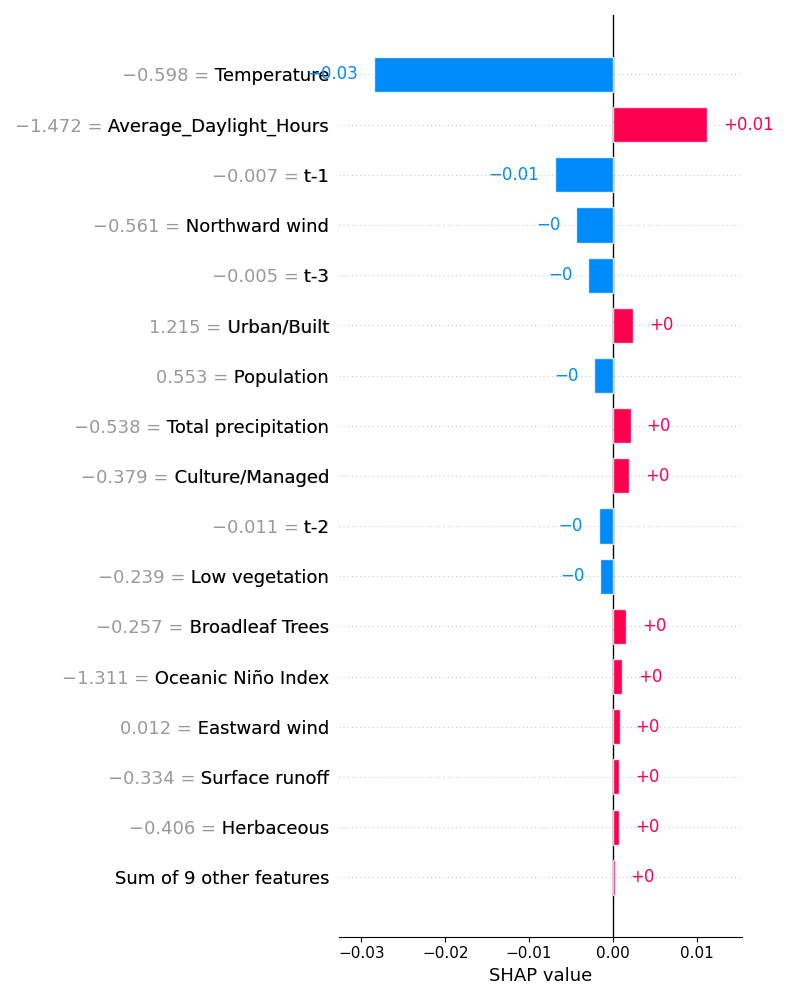 −0.598 = Temperature −0.03
−1.472 = Average_Daylight_Hours +0.01
−0.007 = t-1 −0.01
−0.561 = Northward wind −0
−0.005 = t-3 −0
1.215 = Urban/Built +0
0.553 = Population −0
−0.538 = Total precipitation +0
−0.379 = Culture/Managed +0
−0.011 = t-2 −0
−0.239 = Low vegetation −0
−0.257 = Broadleaf Trees +0
−1.311 = Oceanic Niño Index +0
0.012 = Eastward wind +0
−0.334 = Surface runoff +0
−0.406 = Herbaceous +0
Sum of 9 other features +0
−0.03 −0.02 −0.01 0.00 0.01
SHAP value